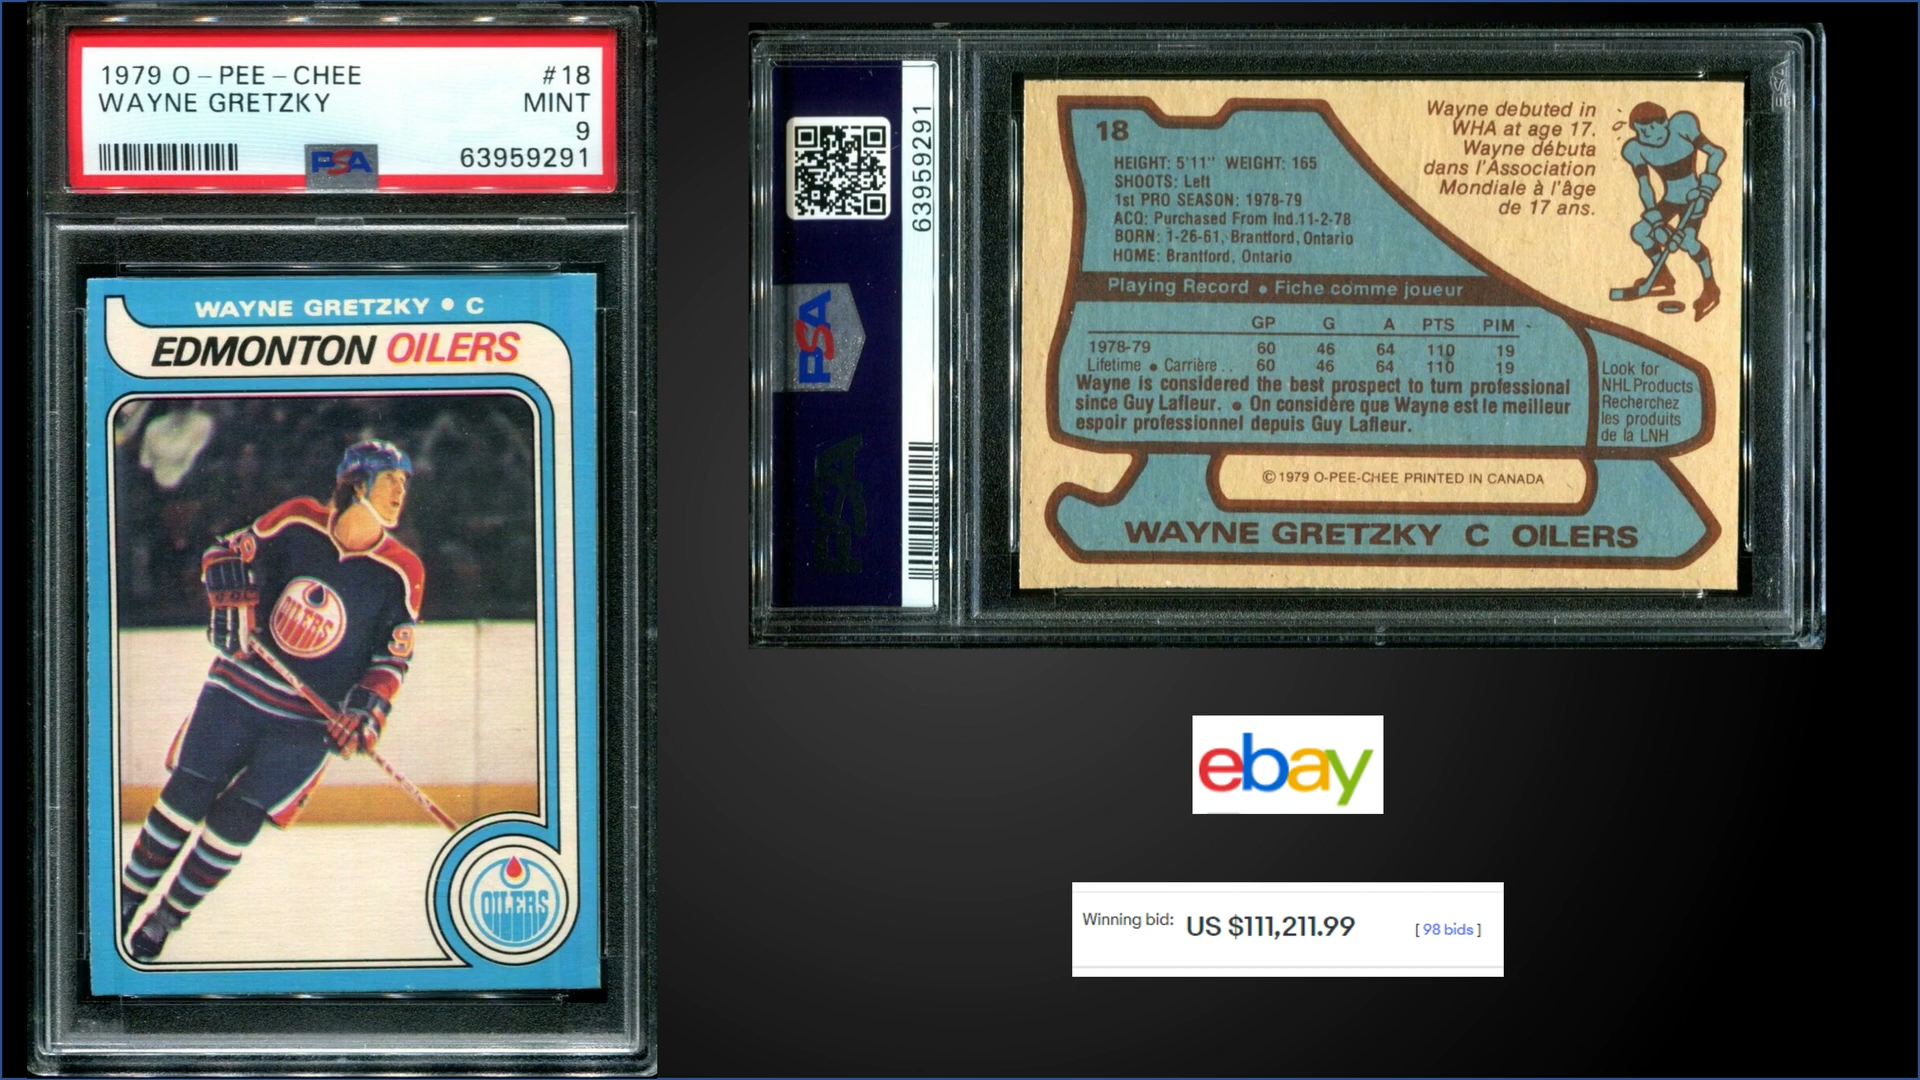 1979 O-PEE-CHEE #18
WAYNE GRETZKY MINT
9
PSA 63959291
WAYNE GRETZKY • C
EDMONTON OILERS
OILERS
9
OILERS
63959291
PSA
PSA
18
HEIGHT: 5'11" WEIGHT: 165
SHOOTS: Left
1st PRO SEASON: 1978-79
ACQ: Purchased From Ind.11-2-78
BORN: 1-26-61, Brantford, Ontario
HOME: Brantford, Ontario
Wayne debuted in
WHA at age 17.
Wayne débuta
dans l'Association
Mondiale à l'âge
de 17 ans.
Playing Record • Fiche comme joueur
GP G A PTS PIM
1978-79 60 46 64 110 19
Lifetime • Carrière.. 60 46 64 110 19
Wayne is considered the best prospect to turn professional
since Guy Lafleur. • On considère que Wayne est le meilleur
espoir professionnel depuis Guy Lafleur.
Look for
NHL Products
Recherchez
les produits
de la LNH
©1979 O-PEE-CHEE PRINTED IN CANADA
WAYNE GRETZKY C OILERS
PSA
ebay
Winning bid: US $111,211.99 [ 98 bids ]